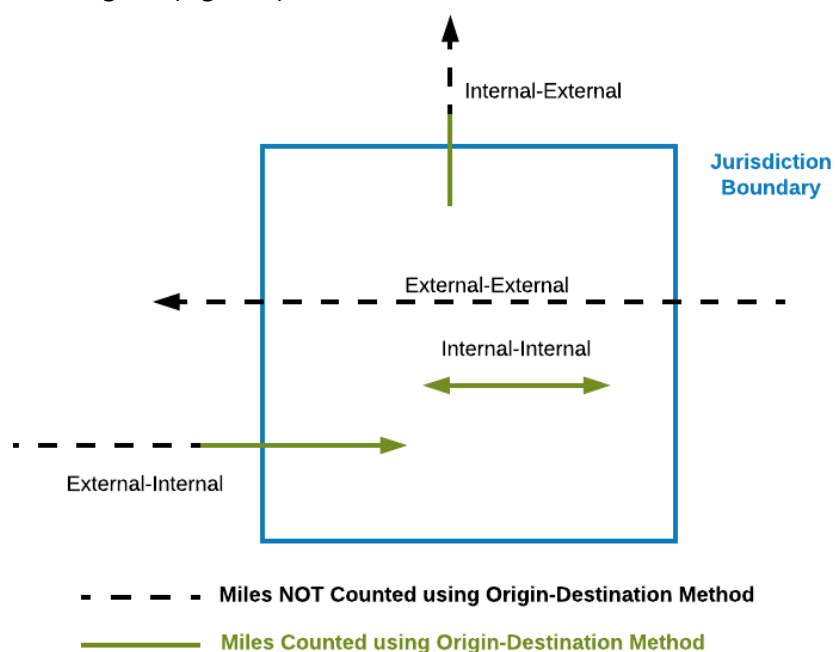 Internal-External
Jurisdiction
Boundary
External-External
Internal-Internal
External-Internal
Miles NOT Counted using Origin-Destination Method
Miles Counted using Origin-Destination Method